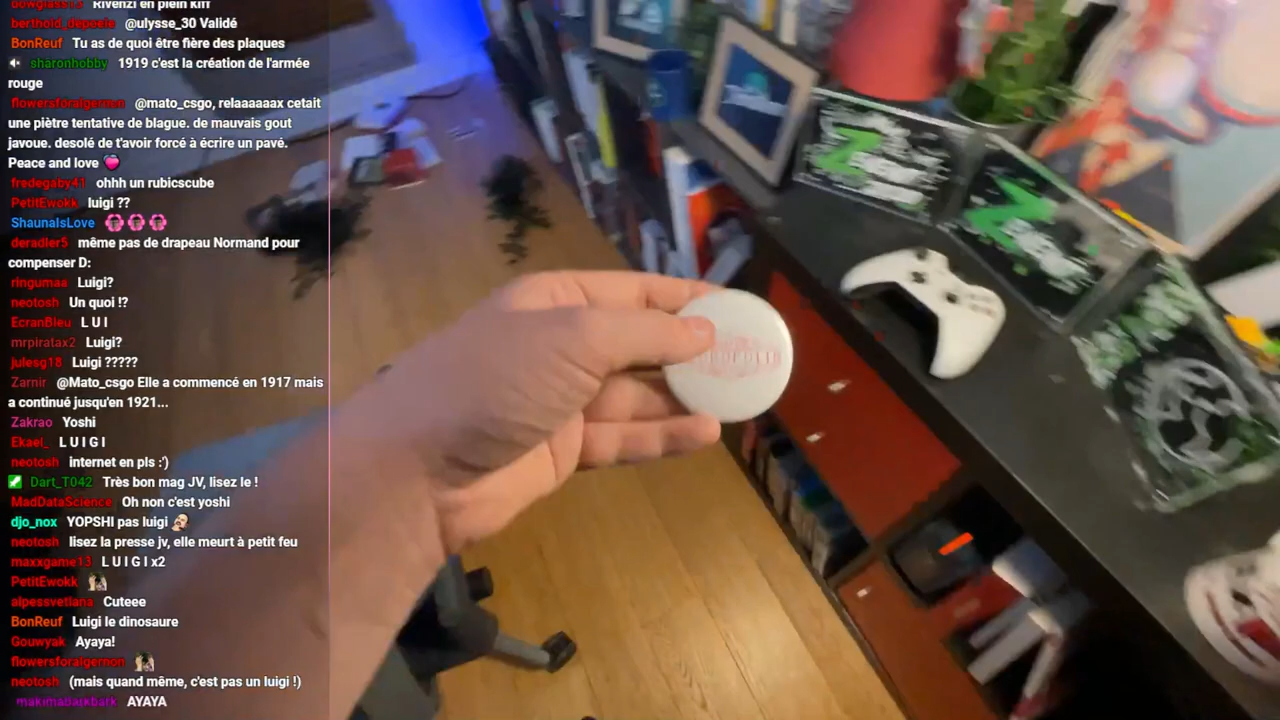 Rivenzi en plein kiff
berthold_depeele @ulysse_30 Validé
BonReuf Tu as de quoi être fière des plaques
sharonhobby 1919 c'est la création de l'armée
rouge
flowersforalgernon @mato_csgo, relaaaaaax cetait
une piètre tentative de blague. de mauvais gout
javoue. desolé de t'avoir forcé à écrire un pavé.
Peace and love
fredegaby41 ohhh un rubicscube
PetitEwokk luigi ??
ShaunaIsLove
deradler5 même pas de drapeau Normand pour
compenser D:
ringumaa Luigi?
neotosh Un quoi !?
EcranBleu L U I
mrpiratax2 Luigi?
julesg18 Luigi ?????
Zarnir @Mato_csgo Elle a commencé en 1917 mais
a continué jusqu'en 1921...
Zakrao Yoshi
Ekael_ L U I G I
neotosh internet en pls :')
Dart_T042 Très bon mag JV, lisez le !
MadDataScience Oh non c'est yoshi
djo_nox YOPSHI pas luigi
neotosh lisez la presse jv, elle meurt à petit feu
maxxgame13 L U I G I x2
PetitEwokk
alpessvetlana Cuteee
BonReuf Luigi le dinosaure
Gouwyak Ayaya!
flowersforalgernon
neotosh (mais quand même, c'est pas un luigi !)
makimabarkbark AYAYA